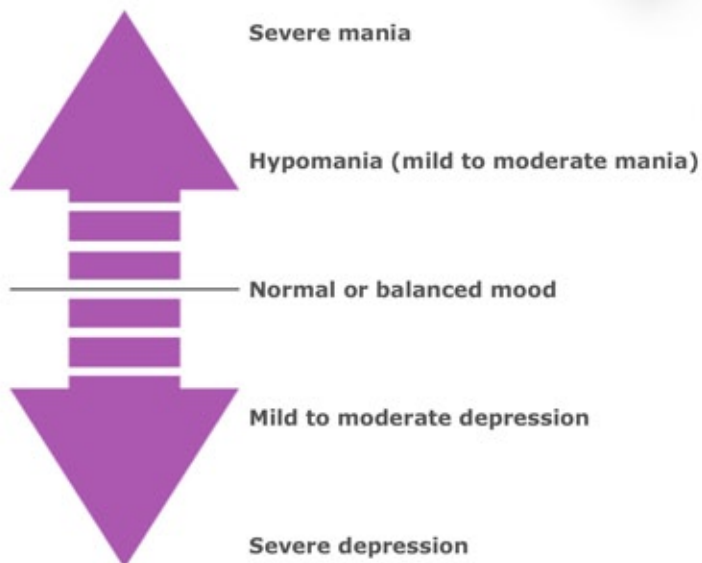 Severe mania
Hypomania (mild to moderate mania)
Normal or balanced mood
Mild to moderate depression
Severe depression